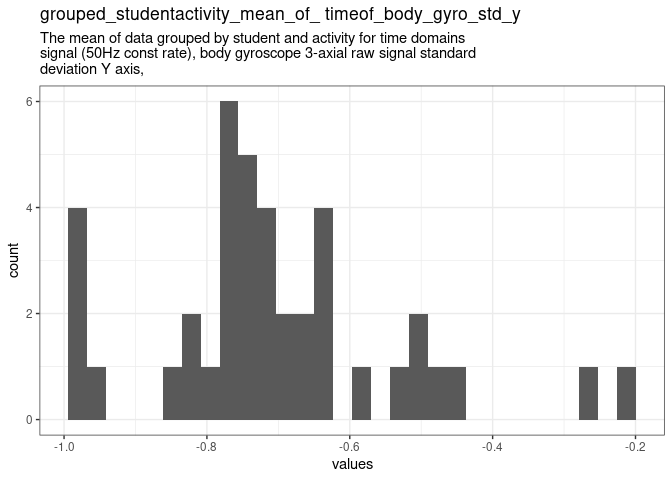 grouped_studentactivity_mean_of_ timeof_body_gyro_std_y
The mean of data grouped by student and activity for time domains
signal (50Hz const rate), body gyroscope 3-axial raw signal standard
deviation Y axis,
6
4
2
0
count
-1.0 -0.8 -0.6 -0.4 -0.2
values